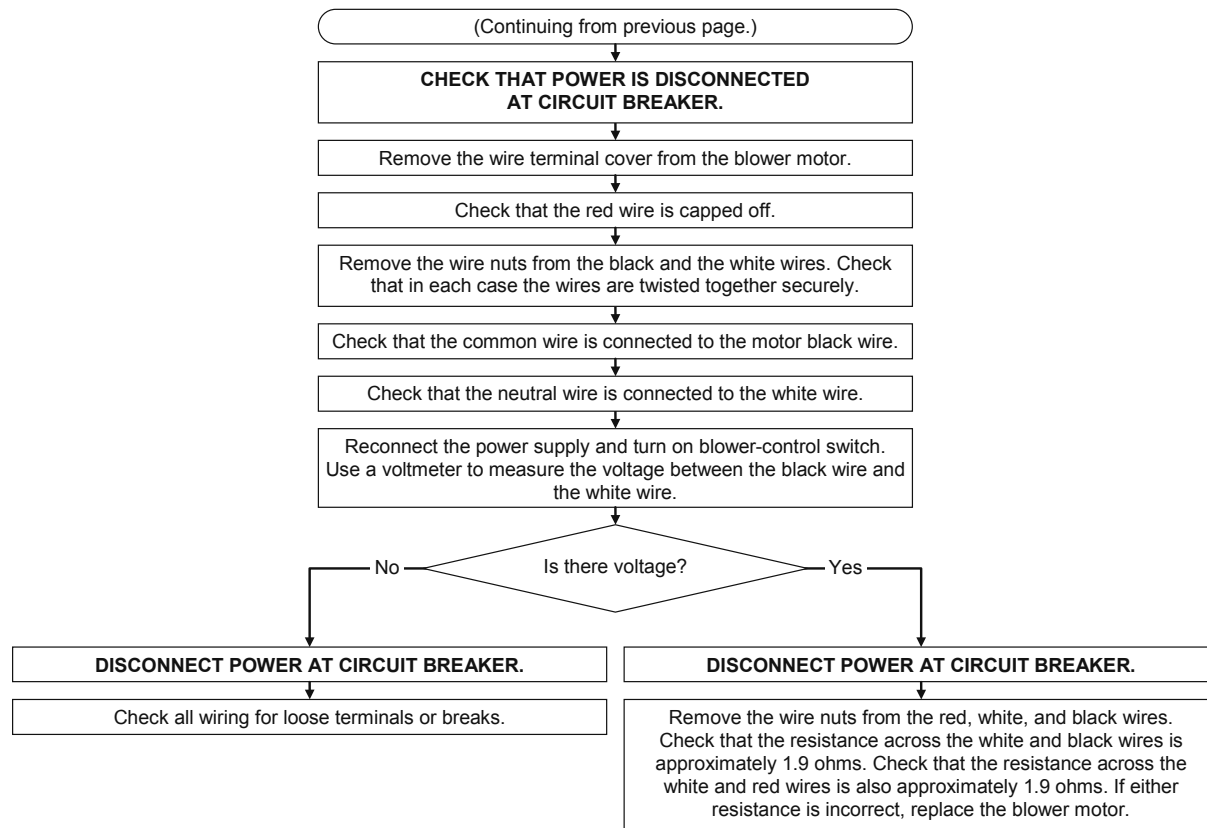 (Continuing from previous page.)
CHECK THAT POWER IS DISCONNECTED
AT CIRCUIT BREAKER.
Remove the wire terminal cover from the blower motor.
Check that the red wire is capped off.
Remove the wire nuts from the black and the white wires. Check
that in each case the wires are twisted together securely.
Check that the common wire is connected to the motor black wire.
Check that the neutral wire is connected to the white wire.
Reconnect the power supply and turn on blower-control switch.
Use a voltmeter to measure the voltage between the black wire and
the white wire.
Is there voltage?
No
Yes
DISCONNECT POWER AT CIRCUIT BREAKER.
Check all wiring for loose terminals or breaks.
DISCONNECT POWER AT CIRCUIT BREAKER.
Remove the wire nuts from the red, white, and black wires.
Check that the resistance across the white and black wires is
approximately 1.9 ohms. Check that the resistance across the
white and red wires is also approximately 1.9 ohms. If either
resistance is incorrect, replace the blower motor.